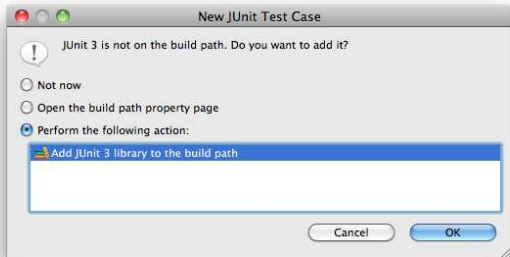 New JUnit Test Case
JUnit 3 is not on the build path. Do you want to add it?
Not now
Open the build path property page
Perform the following action:
Add JUnit 3 library to the build path
Cancel
OK